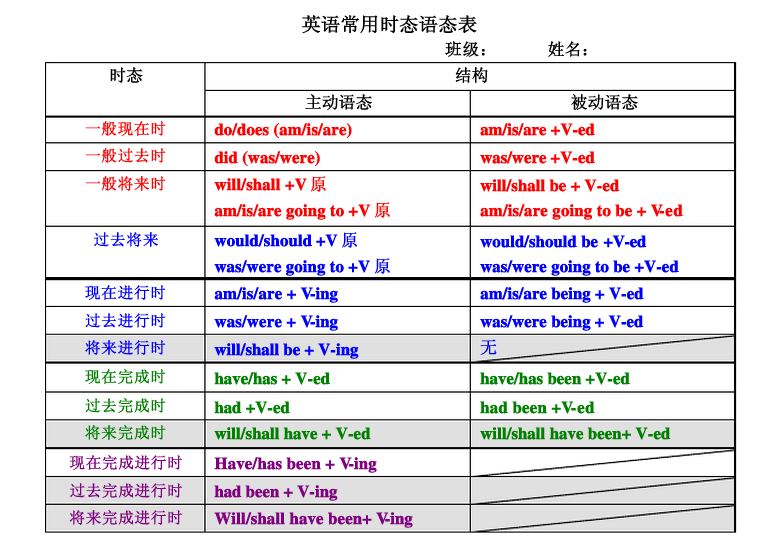 英语常用时态语态表
班级： 姓名：
时态 结构
主动语态 被动语态
一般现在时 do/does (am/is/are) am/is/are +V-ed
一般过去时 did (was/were) was/were +V-ed
一般将来时 will/shall +V 原 will/shall be + V-ed
am/is/are going to +V 原 am/is/are going to be + V-ed
过去将来 would/should +V 原 would/should be +V-ed
was/were going to +V 原 was/were going to be +V-ed
现在进行时 am/is/are + V-ing am/is/are being + V-ed
过去进行时 was/were + V-ing was/were being + V-ed
将来进行时 will/shall be + V-ing 无
现在完成时 have/has + V-ed have/has been +V-ed
过去完成时 had +V-ed had been +V-ed
将来完成时 will/shall have + V-ed will/shall have been+ V-ed
现在完成进行时 Have/has been + V-ing
过去完成进行时 had been + V-ing
将来完成进行时 Will/shall have been+ V-ing